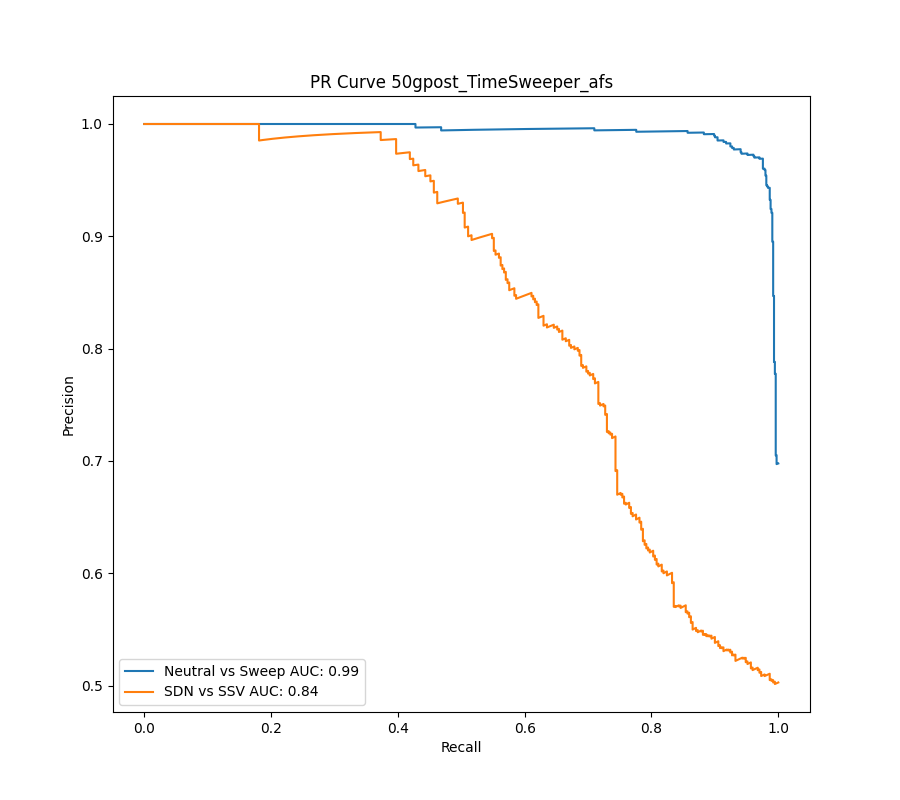 PR Curve 50gpost_TimeSweeper_afs
1.0
0.9
0.8
0.7
0.6
0.5
Precision
Neutral vs Sweep AUC: 0.99
SDN vs SSV AUC: 0.84
0.0 0.2 0.4 0.6 0.8 1.0
Recall